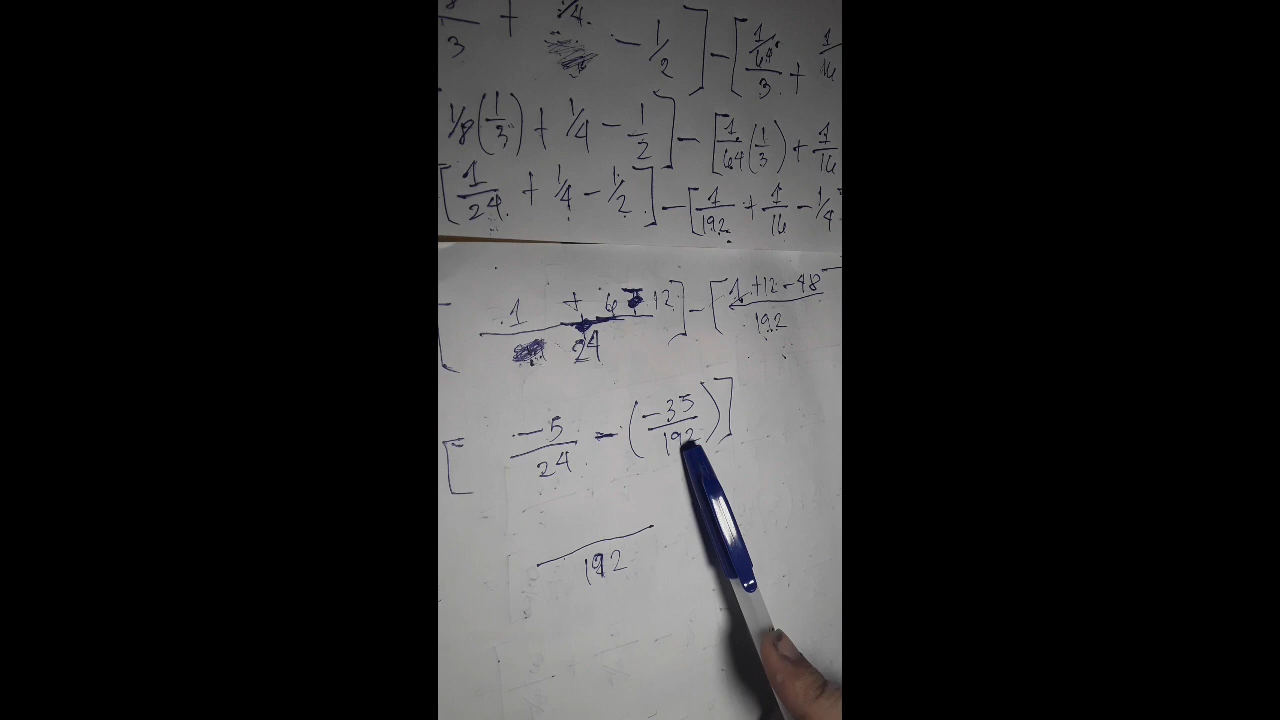 /3 + 1/4 - 1/2 ] - [ 1/64/3 + 1/16
1/8 (1/3) + 1/4 - 1/2 ] - [ 1/64 (1/3) + 1/16
[ 1/24 + 1/4 - 1/2 ] - [ 1/192 + 1/16 - 1/4
[ 1 + 6 - 12 / 24 ] - [ 1 + 12 - 48 / 192
[ -5/24 - ( -35/192 ) ]
/192